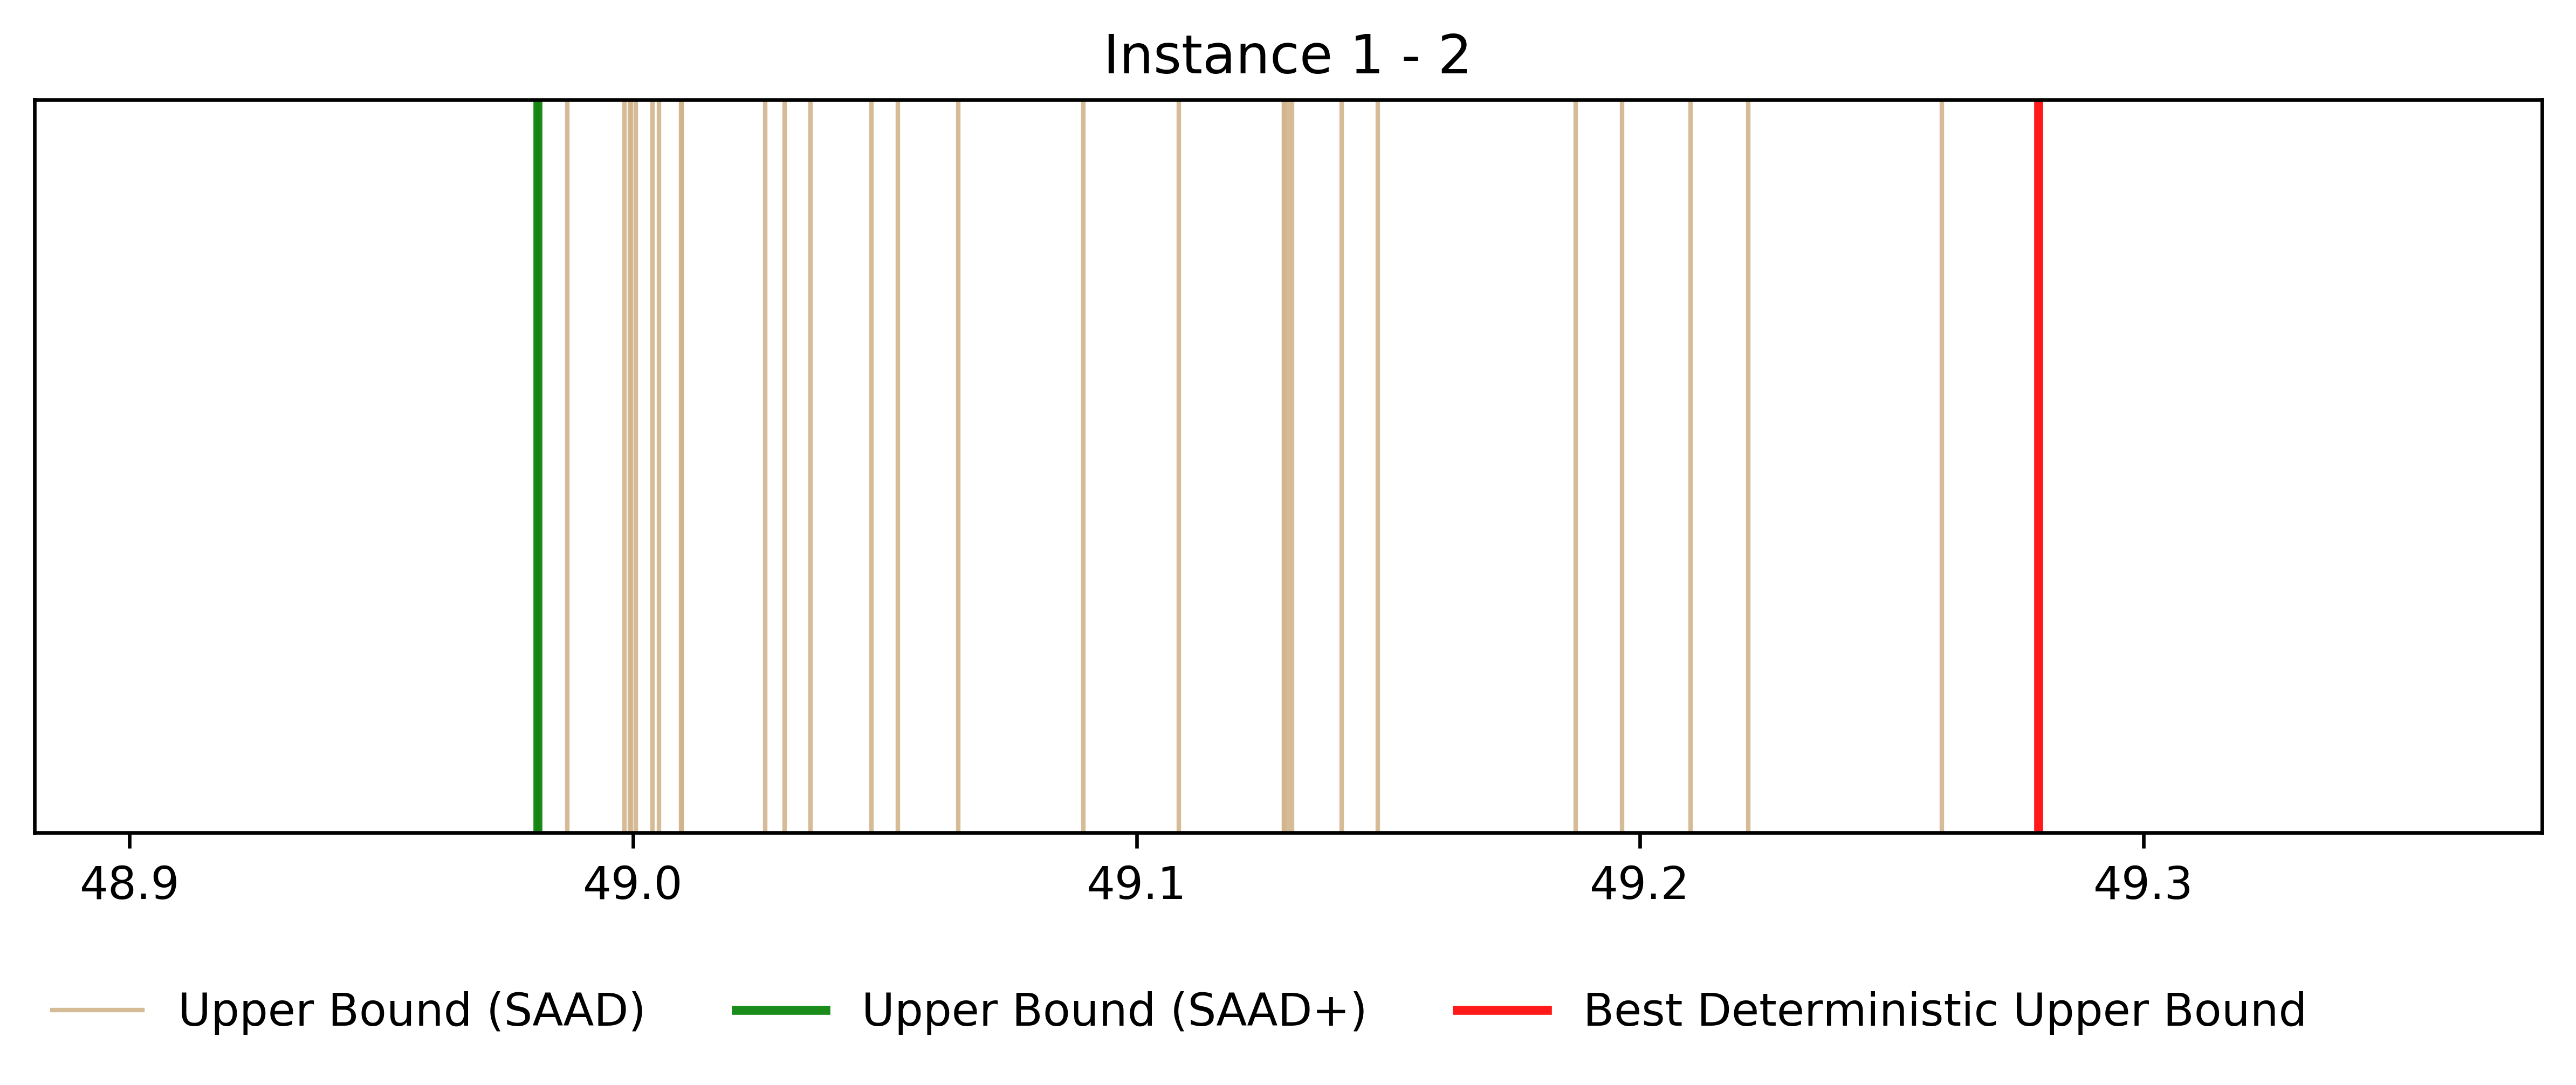 Instance 1 - 2
48.9 49.0 49.1 49.2 49.3
Upper Bound (SAAD) Upper Bound (SAAD+) Best Deterministic Upper Bound